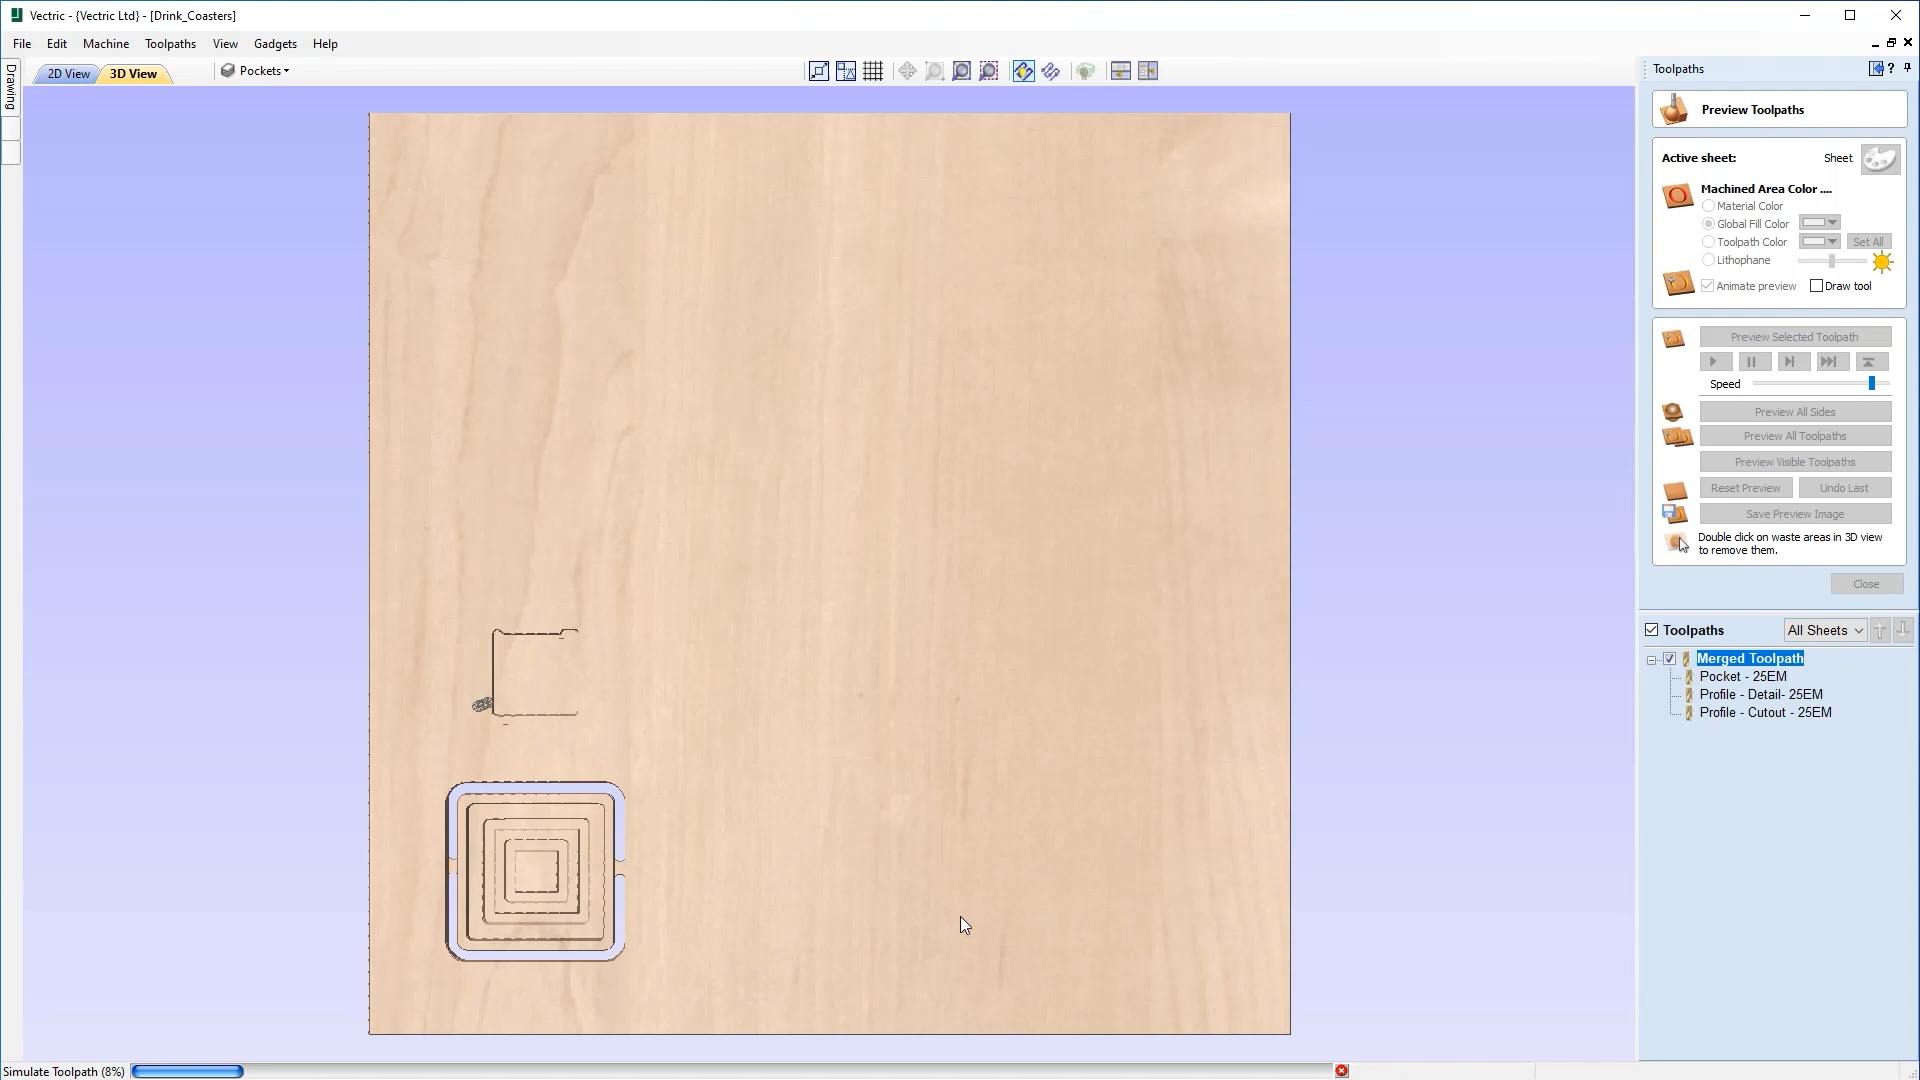 Vectric - {Vectric Ltd} - [Drink_Coasters]
File Edit Machine Toolpaths View Gadgets Help
Drawing
2D View 3D View Pockets
Toolpaths ?
Preview Toolpaths
Active sheet: Sheet
Machined Area Color ....
Material Color
Global Fill Color
Toolpath Color Set All
Lithophane
Animate preview Draw tool
Preview Selected Toolpath
Speed
Preview All Sides
Preview All Toolpaths
Preview Visible Toolpaths
Reset Preview Undo Last
Save Preview Image
Double click on waste areas in 3D view
to remove them.
Close
Toolpaths All Sheets
Merged Toolpath
Pocket - 25EM
Profile - Detail- 25EM
Profile - Cutout - 25EM
Simulate Toolpath (8%)